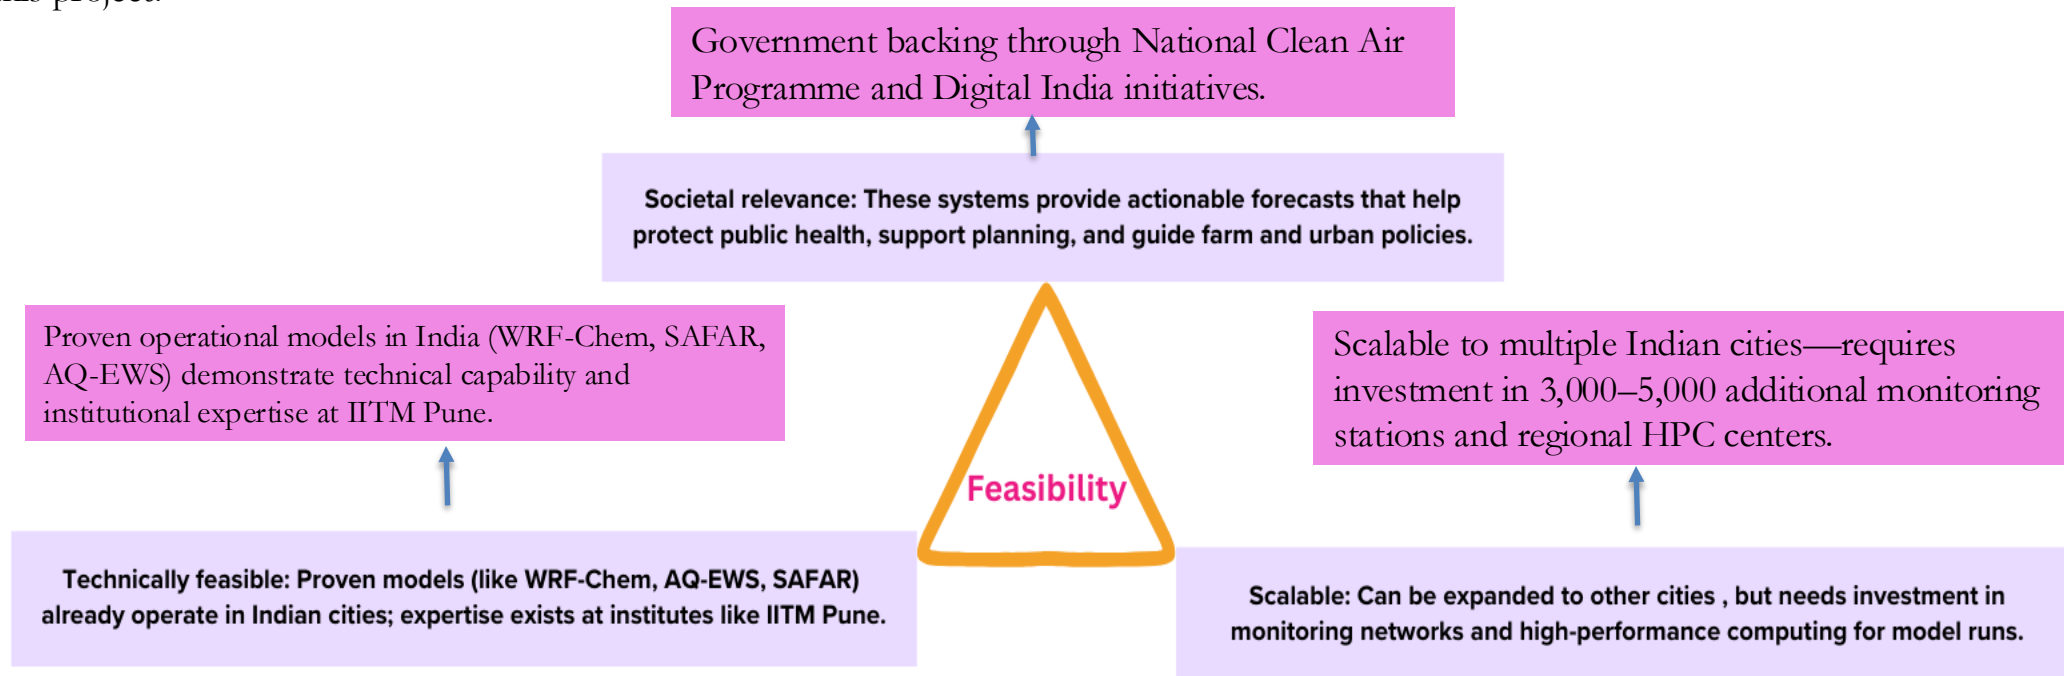 this project.
Government backing through National Clean Air
Programme and Digital India initiatives.
Societal relevance: These systems provide actionable forecasts that help
protect public health, support planning, and guide farm and urban policies.
Proven operational models in India (WRF-Chem, SAFAR,
AQ-EWS) demonstrate technical capability and
institutional expertise at IITM Pune.
Scalable to multiple Indian cities—requires
investment in 3,000–5,000 additional monitoring
stations and regional HPC centers.
Feasibility
Technically feasible: Proven models (like WRF-Chem, AQ-EWS, SAFAR)
already operate in Indian cities; expertise exists at institutes like IITM Pune.
Scalable: Can be expanded to other cities , but needs investment in
monitoring networks and high-performance computing for model runs.